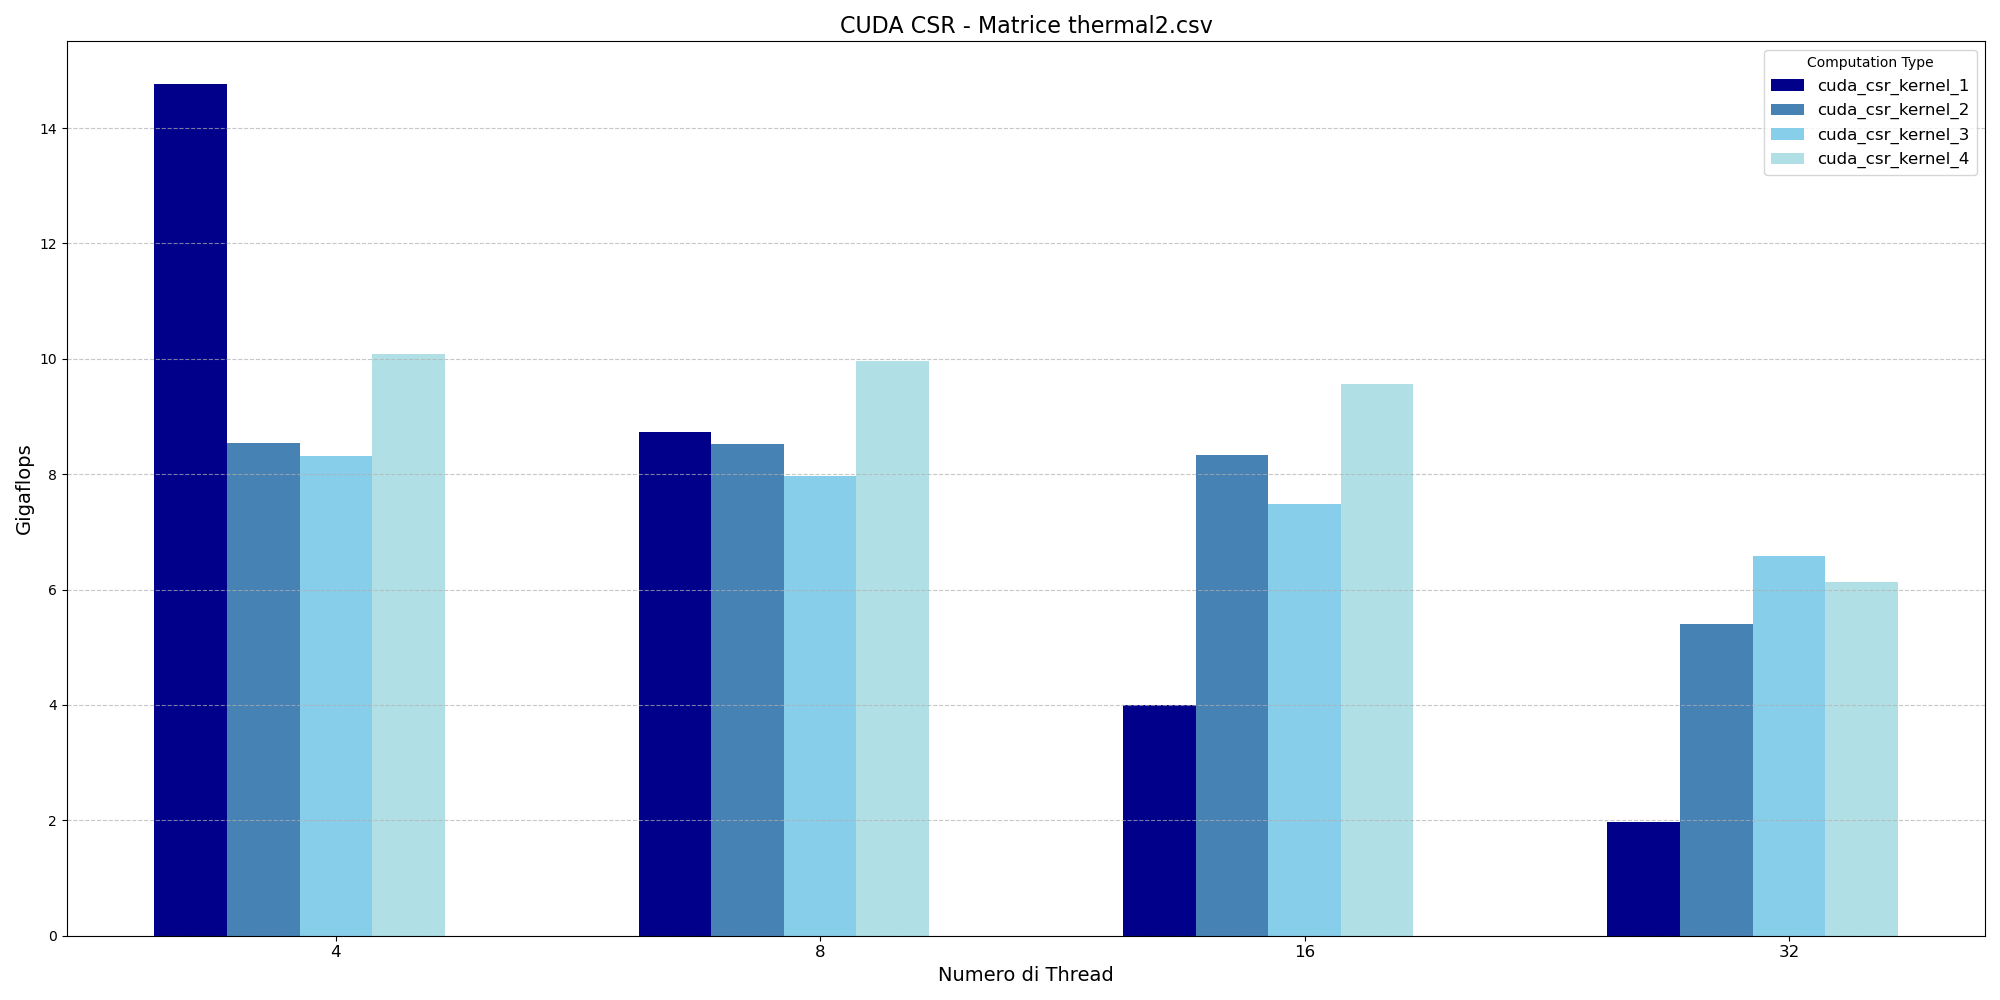 CUDA CSR - Matrice thermal2.csv
Computation Type
cuda_csr_kernel_1
cuda_csr_kernel_2
cuda_csr_kernel_3
cuda_csr_kernel_4
Gigaflops
14
12
10
8
6
4
2
0
4
8
16
32
Numero di Thread